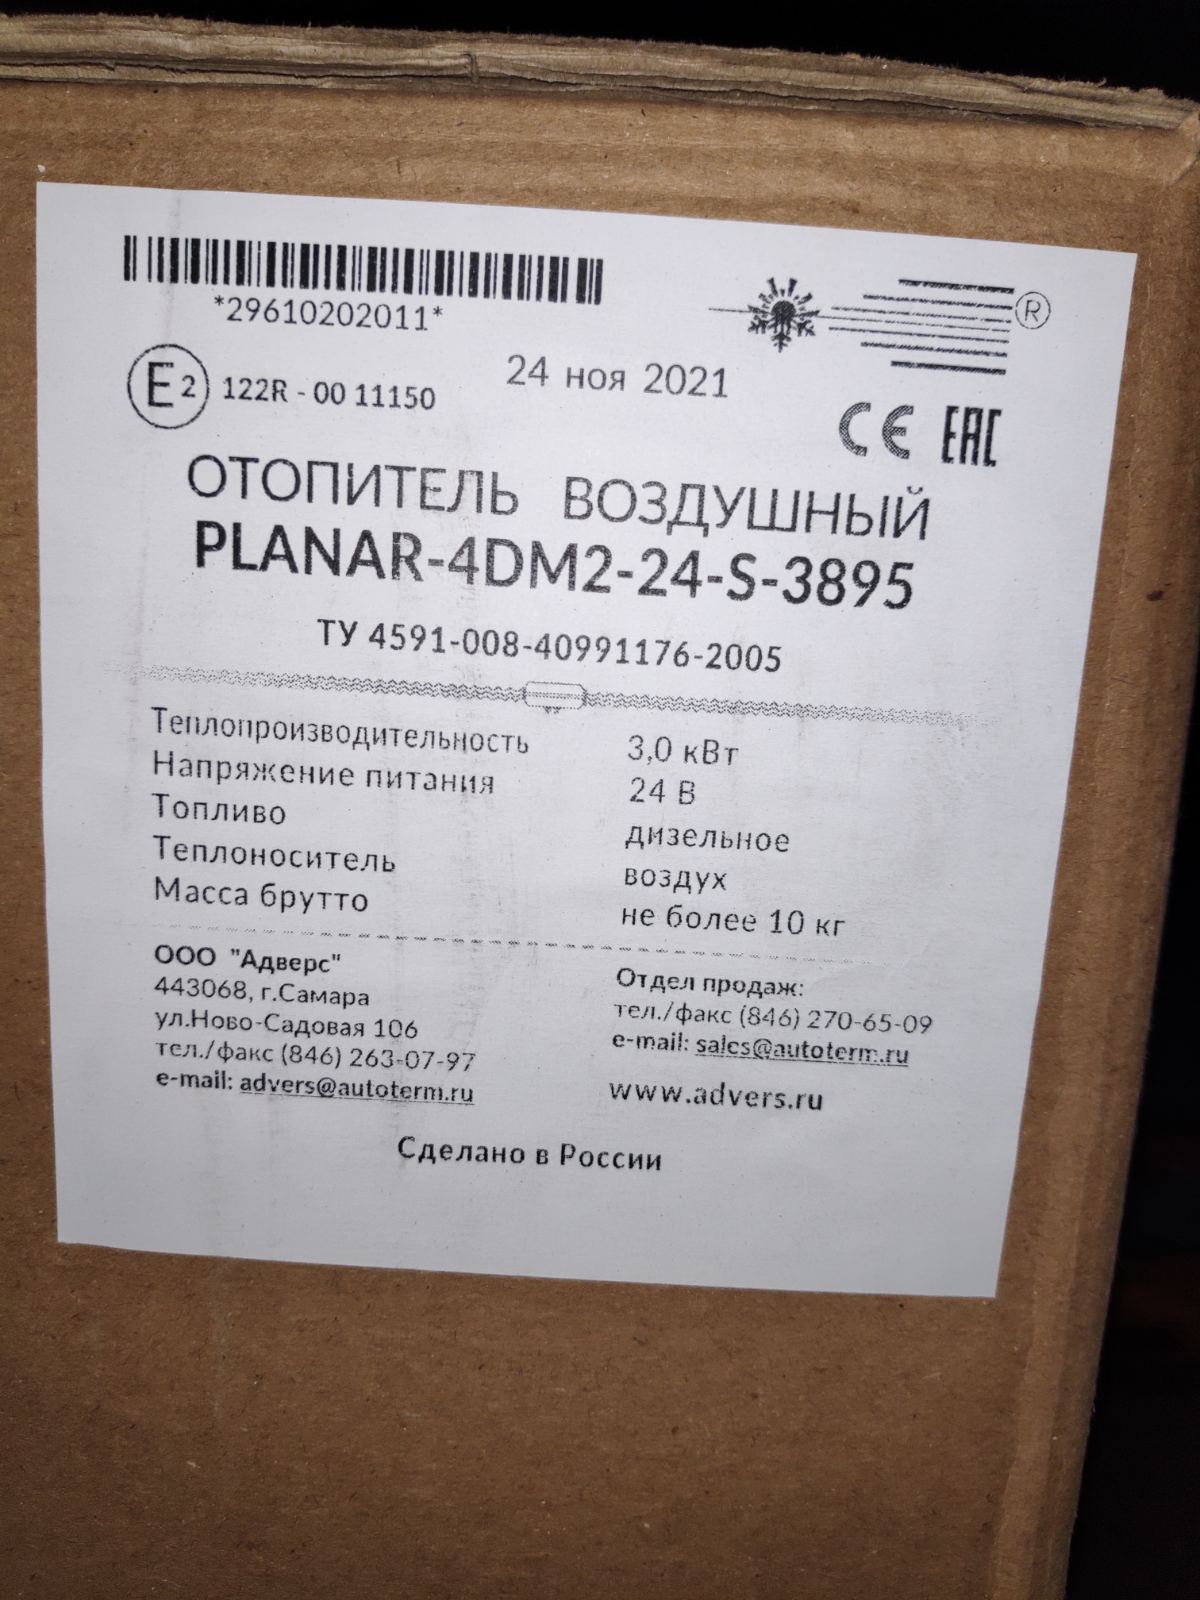 *29610202011*
E2 122R - 00 11150
24 ноя 2021
®
CE EAC
ОТОПИТЕЛЬ ВОЗДУШНЫЙ
PLANAR-4DM2-24-S-3895
ТУ 4591-008-40991176-2005
Теплопроизводительность 3,0 кВт
Напряжение питания 24 В
Топливо дизельное
Теплоноситель воздух
Масса брутто не более 10 кг
ООО "Адверс"
443068, г.Самара
ул.Ново-Садовая 106
тел./факс (846) 263-07-97
e-mail: advers@autoterm.ru
Отдел продаж:
тел./факс (846) 270-65-09
e-mail: sales@autoterm.ru
www.advers.ru
Сделано в России